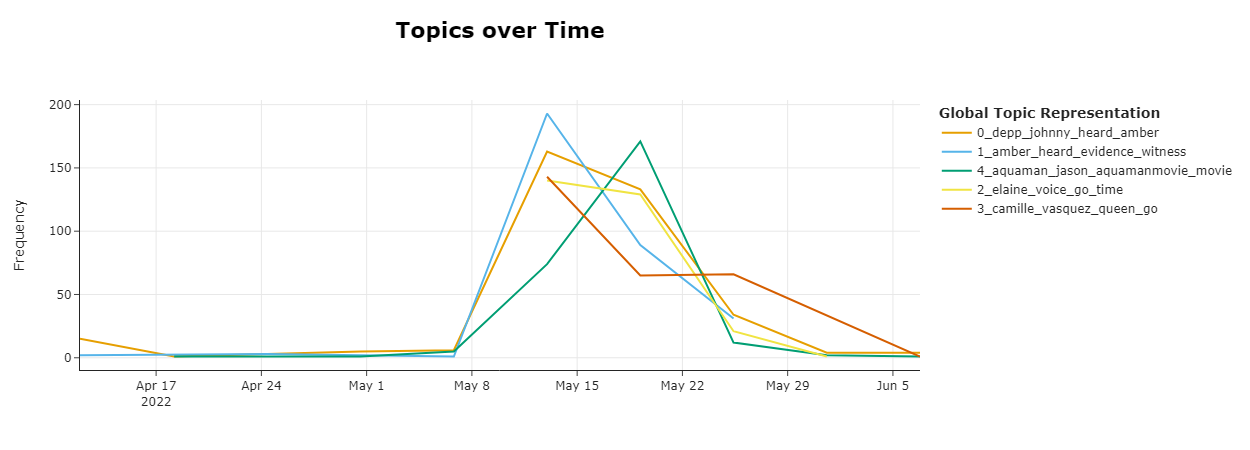 Topics over Time
200
150
100
50
0
Frequency
Apr 17
2022
Apr 24
May 1
May 8
May 15
May 22
May 29
Jun 5
Global Topic Representation
0_depp_johnny_heard_amber
1_amber_heard_evidence_witness
4_aquaman_jason_aquamanmovie_movie
2_elaine_voice_go_time
3_camille_vasquez_queen_go